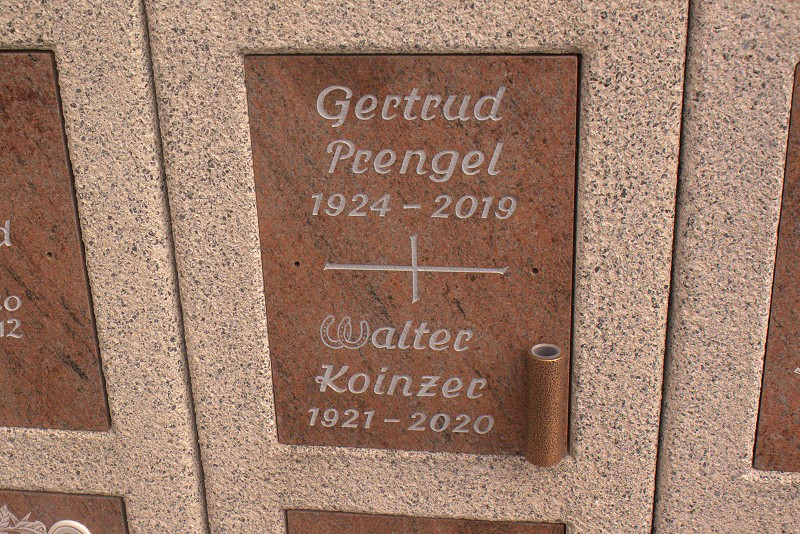 Gertrud
Prengel
1924 – 2019
Walter
Koinzer
1921 – 2020